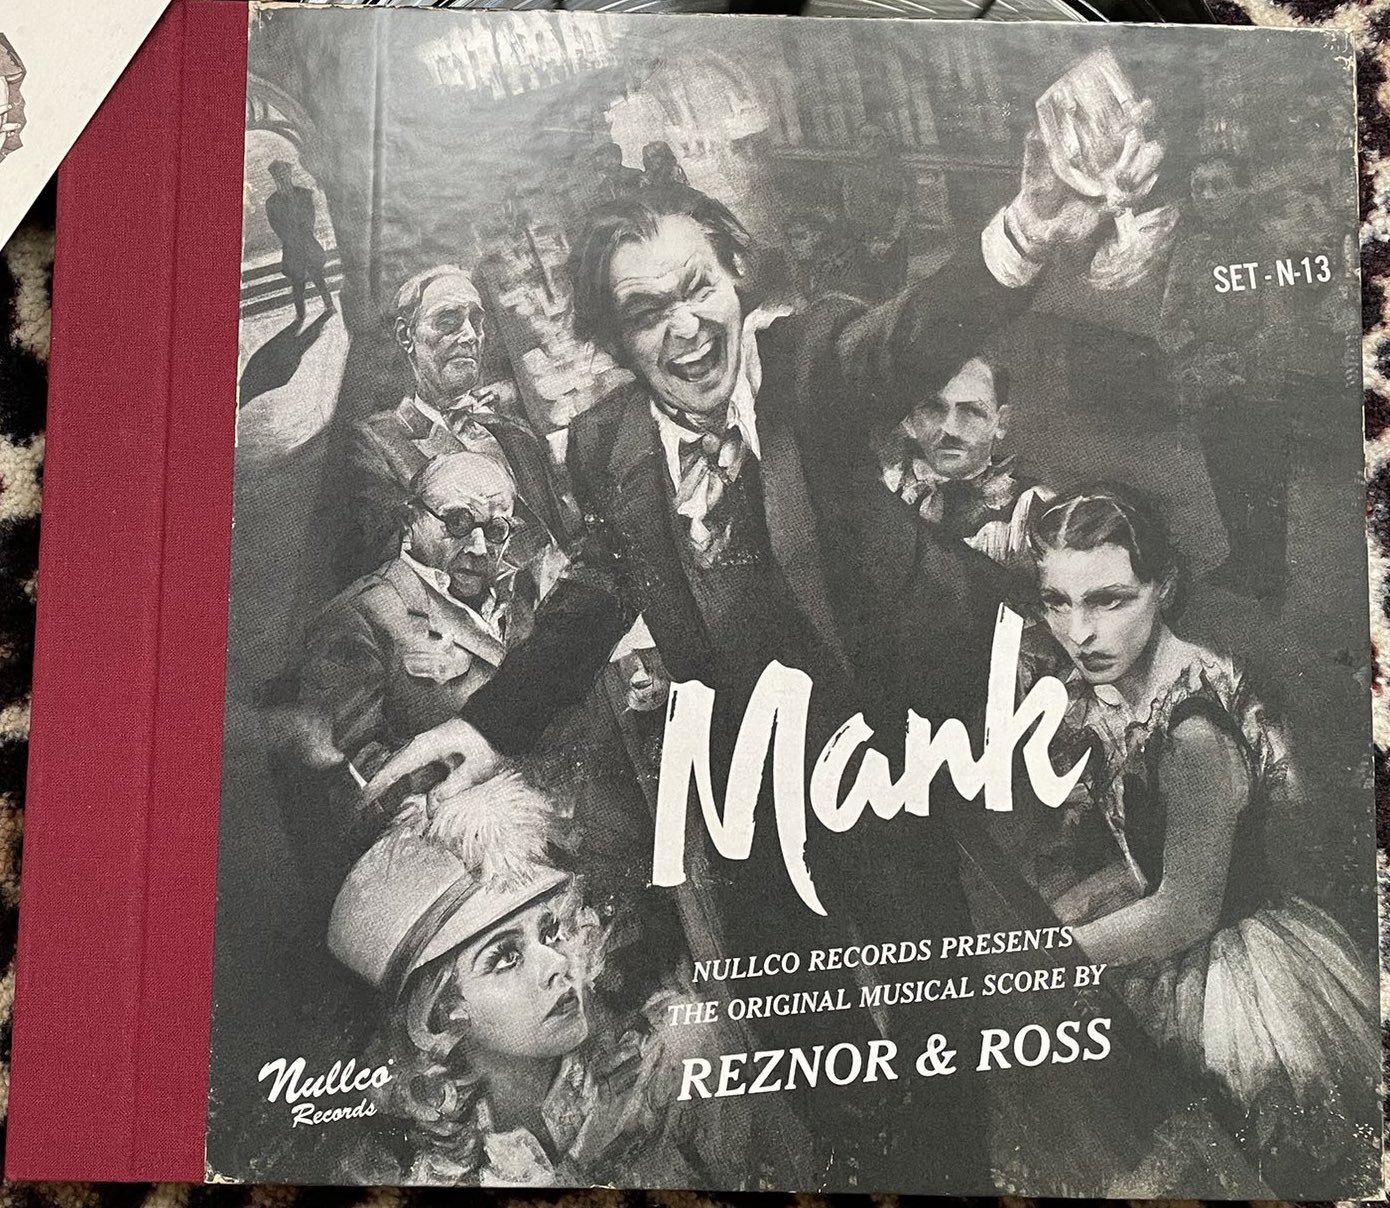 SET-N-13
Mank
NULLCO RECORDS PRESENTS
THE ORIGINAL MUSICAL SCORE BY
REZNOR & ROSS
Nullco
Records